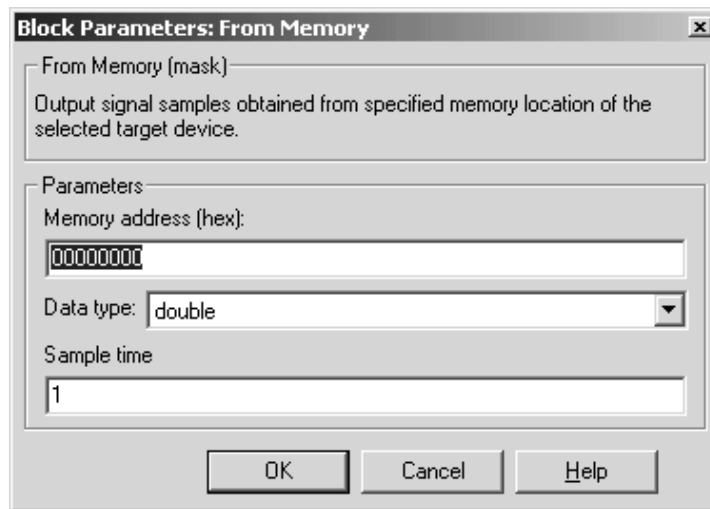 Block Parameters: From Memory
From Memory (mask)
Output signal samples obtained from specified memory location of the
selected target device.
Parameters
Memory address (hex):
00000000
Data type: double
Sample time
1
OK Cancel Help